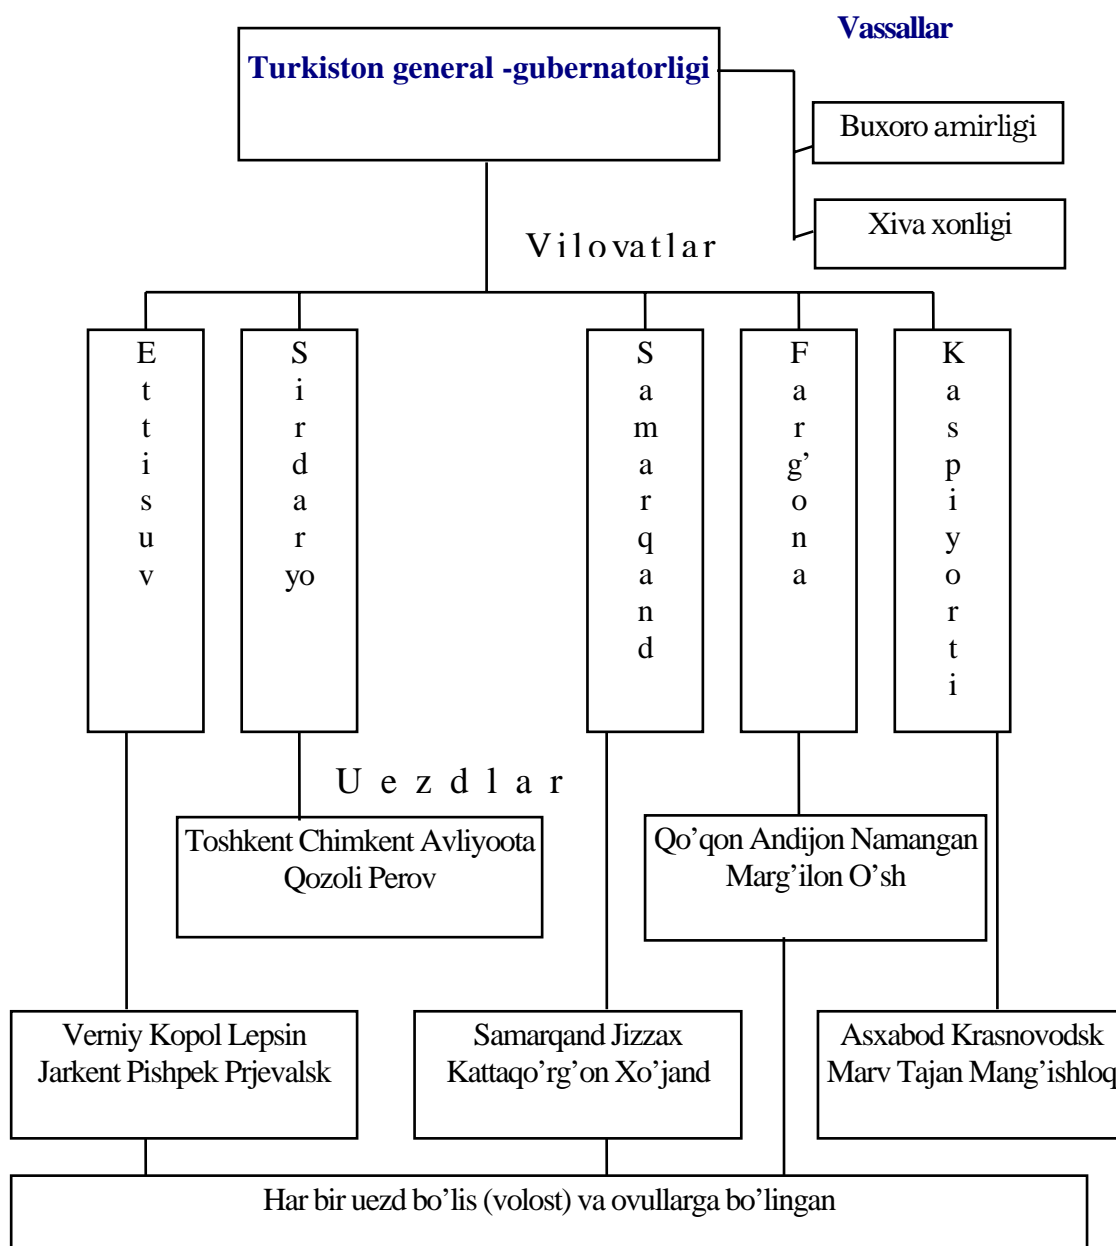 Vassallar
Turkiston general -gubernatorligi
Buxoro amirligi
Xiva xonligi
Vilovatlar
Ettisuv
Sirdaryo
Samarqand
Farg’ona
Kaspiyorti
Uezdlar
Toshkent Chimkent Avliyoota
Qozoli Perov
Qo’qon Andijon Namangan
Marg’ilon O’sh
Verniy Kopol Lepsin
Jarkent Pishpek Prjevalsk
Samarqand Jizzax
Kattaqo’rg’on Xo’jand
Asxabod Krasnovodsk
Marv Tajan Mang’ishloq
Har bir uezd bo’lis (volost) va ovullarga bo’lingan